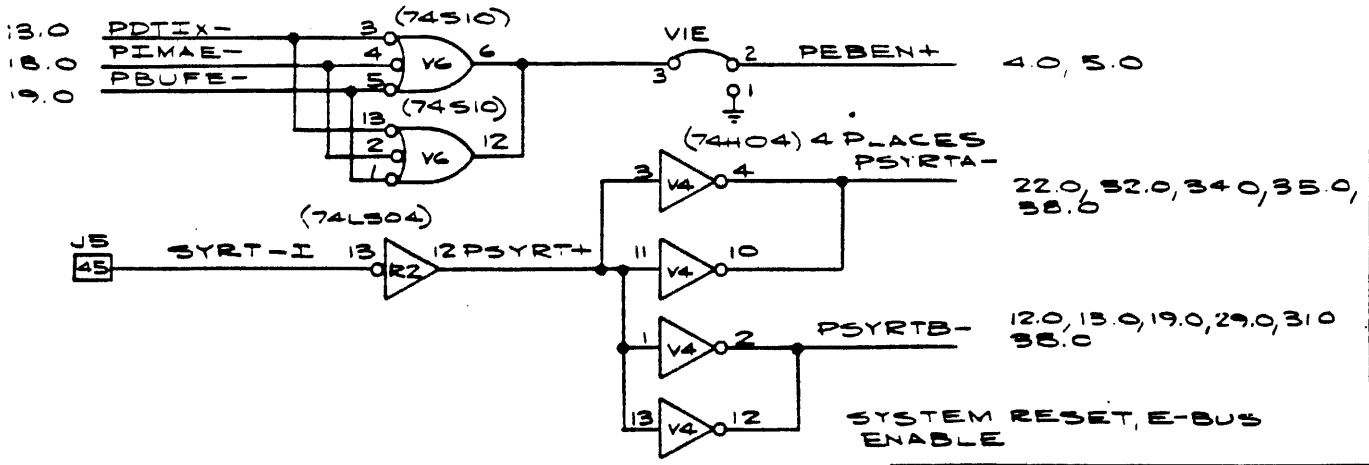 13.0 PDTIX- 3 (74S10)
18.0 PIMAE- 4 V6 6
19.0 PBUFE- 5
V1E 3 2 PEBEN+ 4.0, 5.0
1
(74S10)
13
2 V6 12
1
(74H04) 4 PLACES
PSYRTA-
3 V4 4
22.0, 32.0, 34 0, 35.0,
38.0
(74LS04)
J5
45 SYRT-I 13 R2 12 PSYRT+ 11 V4 10
1 V4 2 PSYRTB- 12.0, 13.0, 19.0, 29.0, 31 0
38.0
13 V4 12
SYSTEM RESET, E-BUS
ENABLE